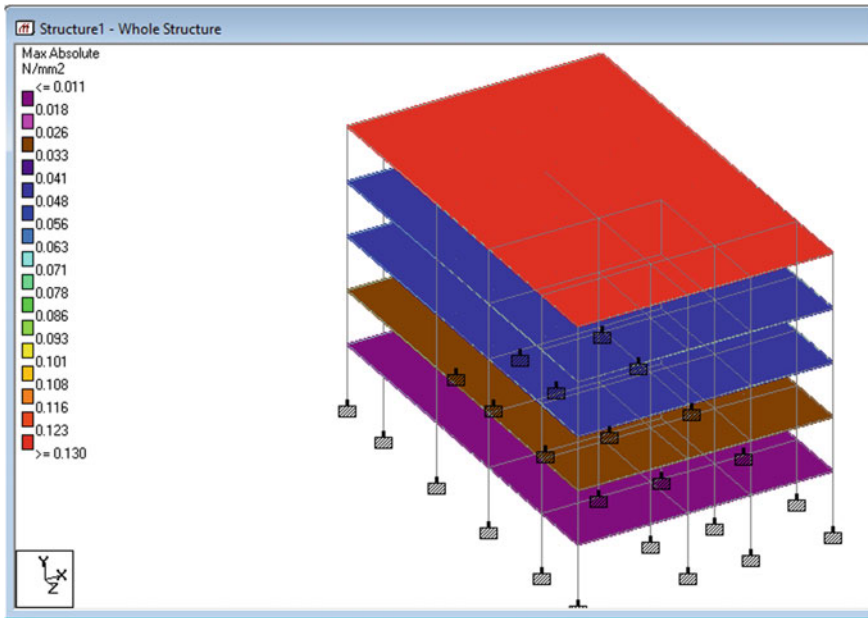 Structure1 - Whole Structure
Max Absolute
N/mm2
<= 0.011
0.018
0.026
0.033
0.041
0.048
0.056
0.063
0.071
0.078
0.086
0.093
0.101
0.108
0.116
0.123
>= 0.130
Y
X
Z